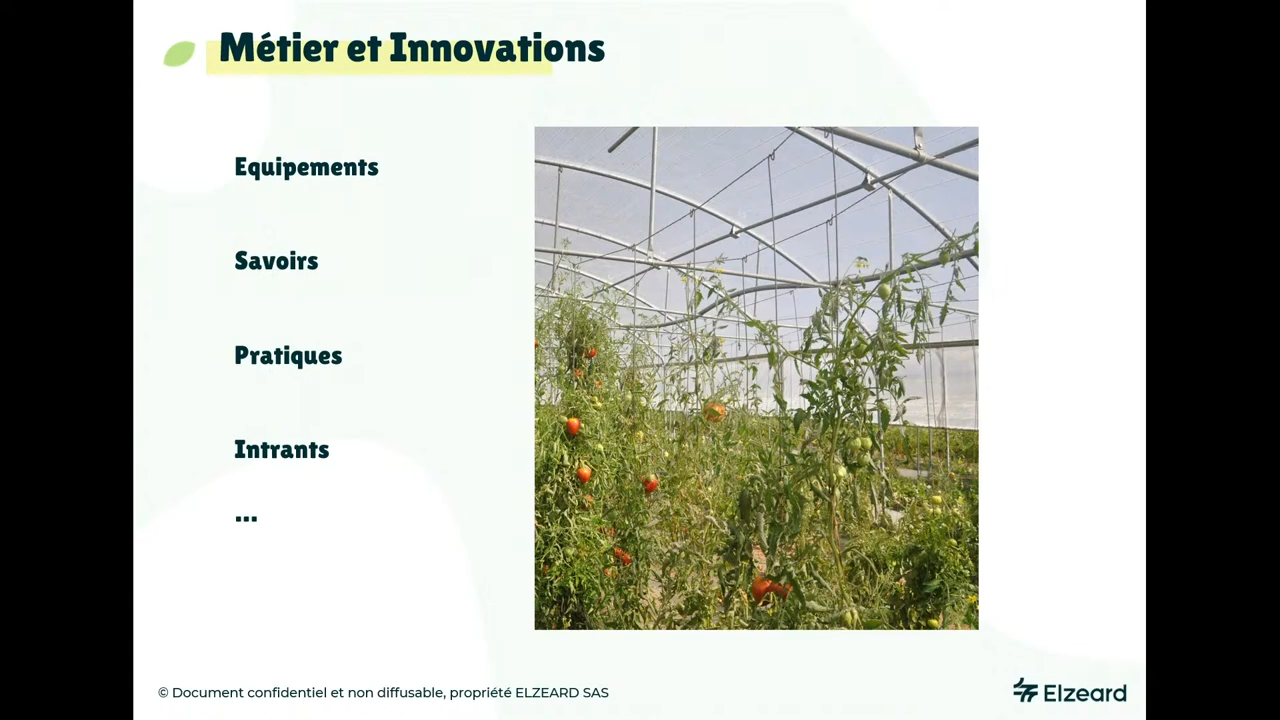 Métier et Innovations
Equipements
Savoirs
Pratiques
Intrants
...
© Document confidentiel et non diffusable, propriété ELZEARD SAS
Elzeard